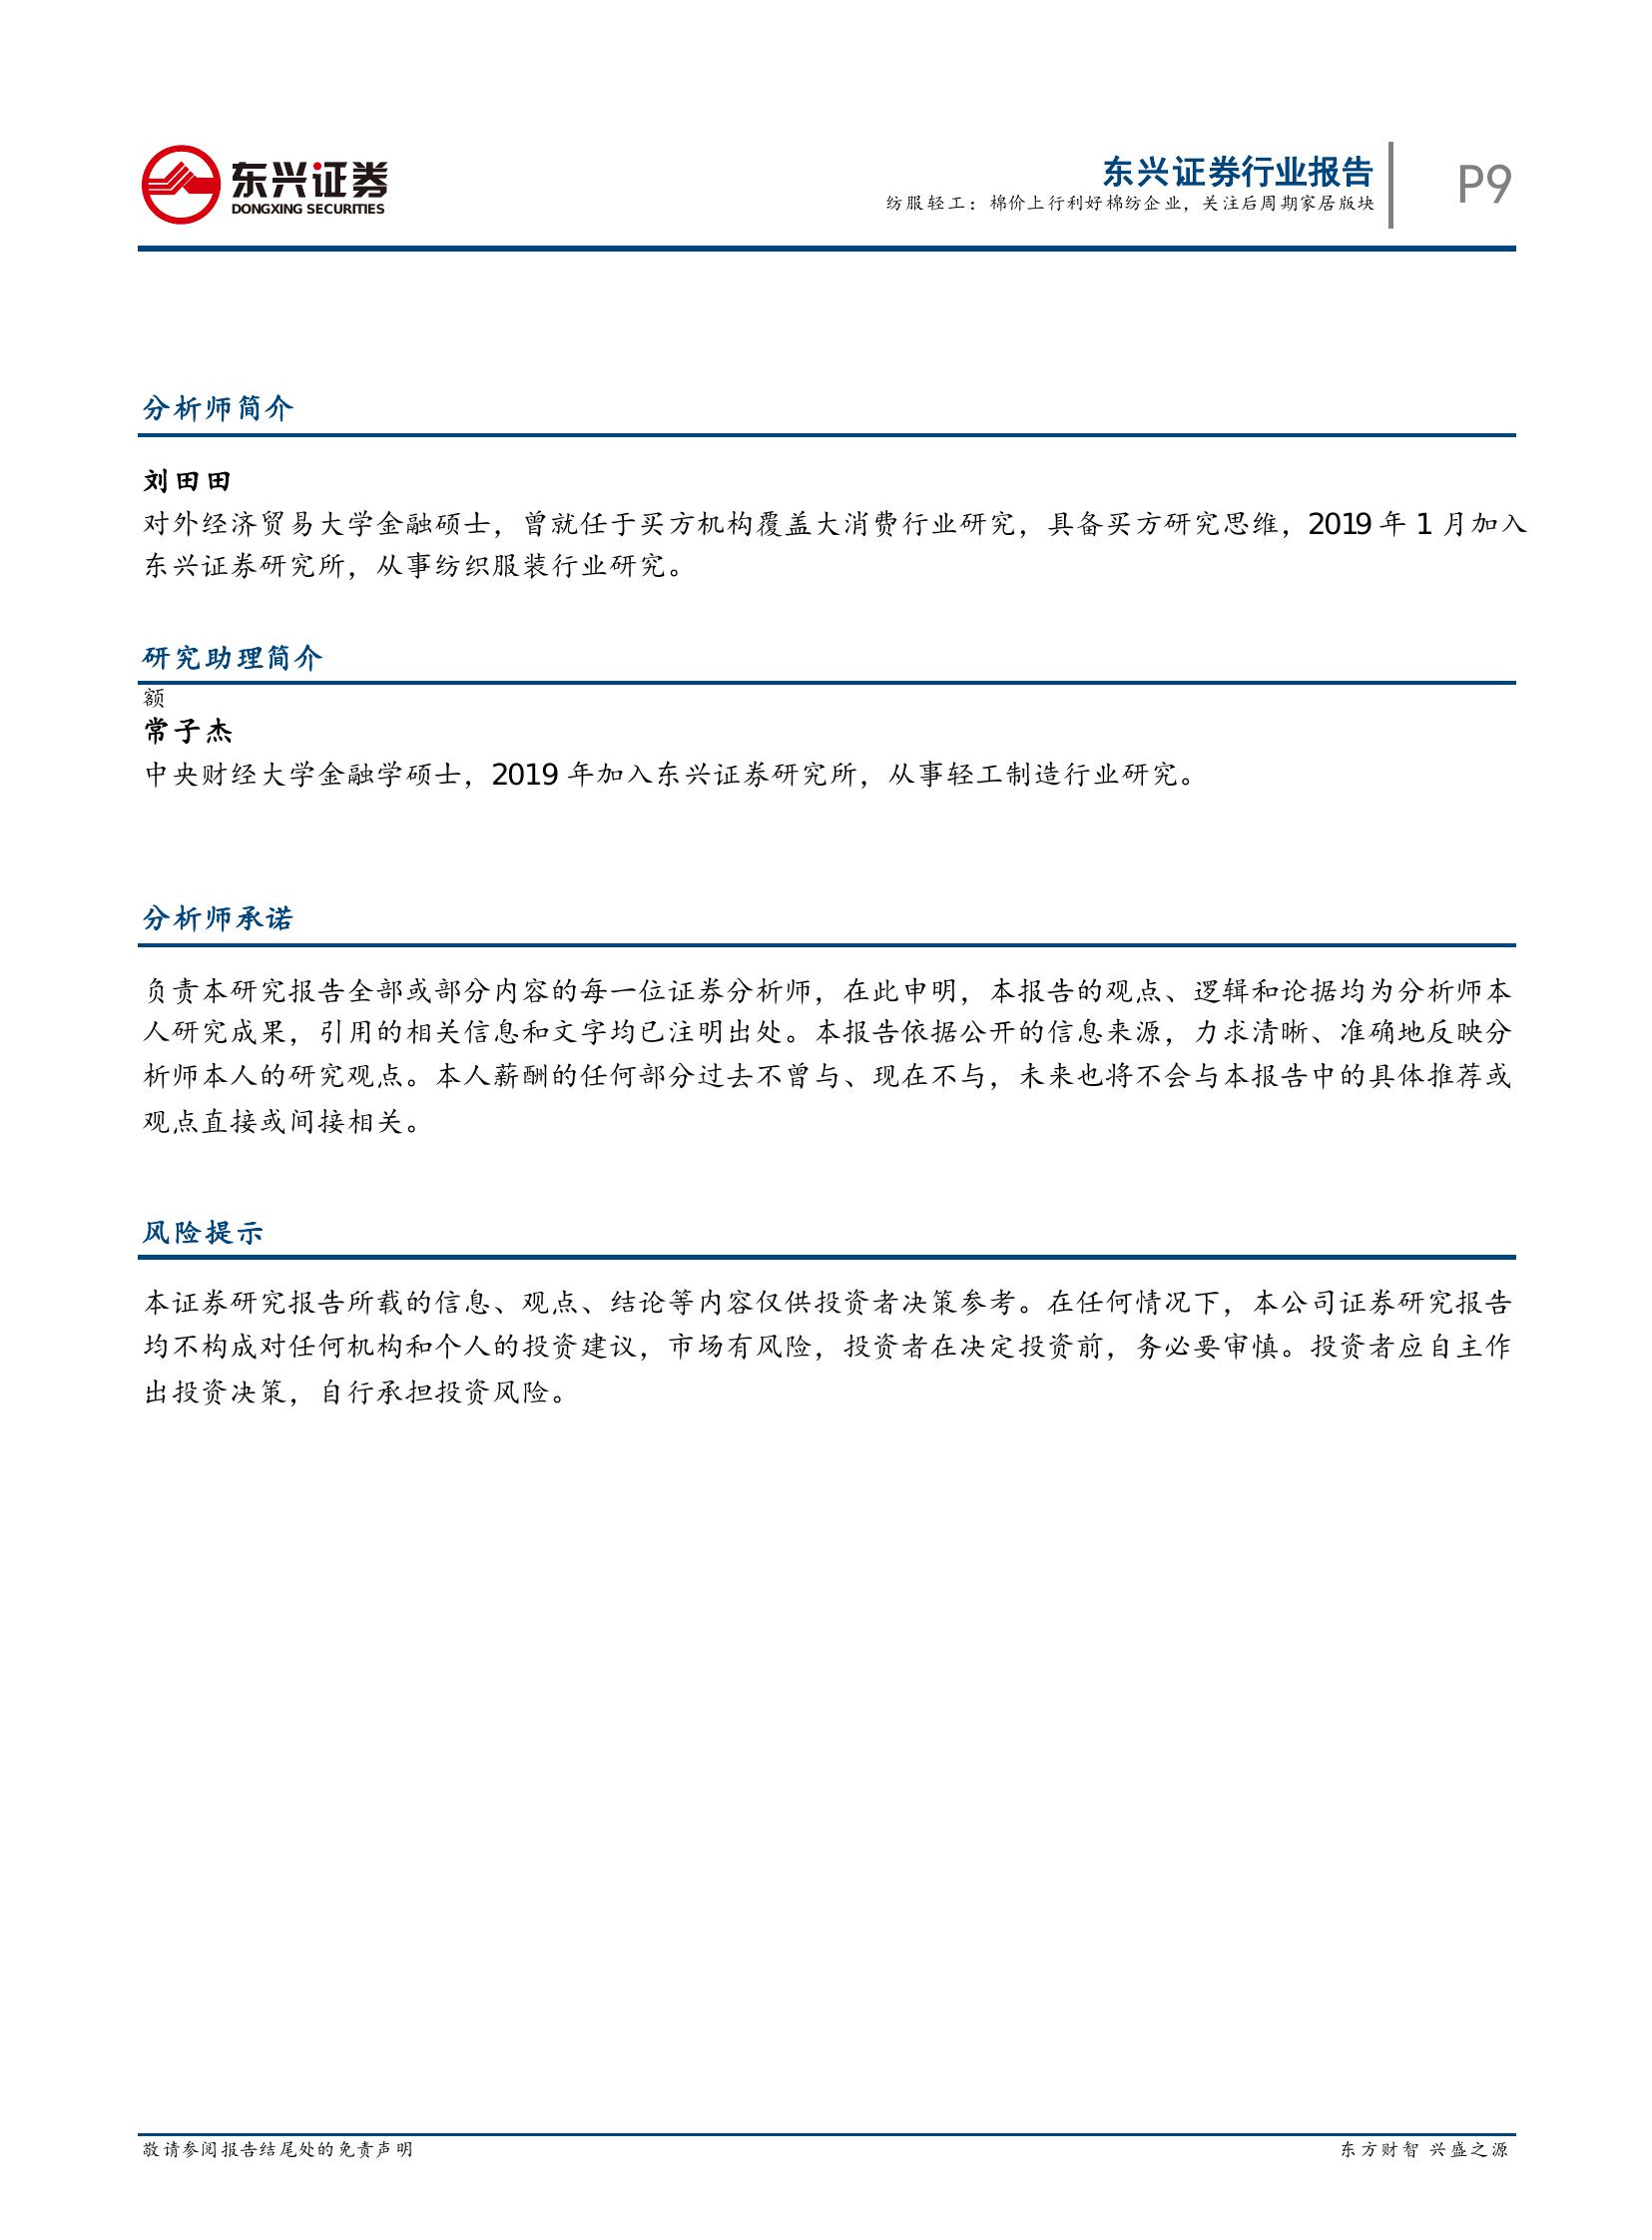 东兴证券
DONGXING SECURITIES
东兴证券行业报告
纺服轻工：棉价上行利好棉纺企业，关注后周期家居版块
P9
分析师简介
刘田田
对外经济贸易大学金融硕士，曾就任于买方机构覆盖大消费行业研究，具备买方研究思维，2019 年 1 月加入
东兴证券研究所，从事纺织服装行业研究。
研究助理简介
额
常子杰
中央财经大学金融学硕士，2019 年加入东兴证券研究所，从事轻工制造行业研究。
分析师承诺
负责本研究报告全部或部分内容的每一位证券分析师，在此申明，本报告的观点、逻辑和论据均为分析师本
人研究成果，引用的相关信息和文字均已注明出处。本报告依据公开的信息来源，力求清晰、准确地反映分
析师本人的研究观点。本人薪酬的任何部分过去不曾与、现在不与，未来也将不会与本报告中的具体推荐或
观点直接或间接相关。
风险提示
本证券研究报告所载的信息、观点、结论等内容仅供投资者决策参考。在任何情况下，本公司证券研究报告
均不构成对任何机构和个人的投资建议，市场有风险，投资者在决定投资前，务必要审慎。投资者应自主作
出投资决策，自行承担投资风险。
敬请参阅报告结尾处的免责声明
东方财智 兴盛之源